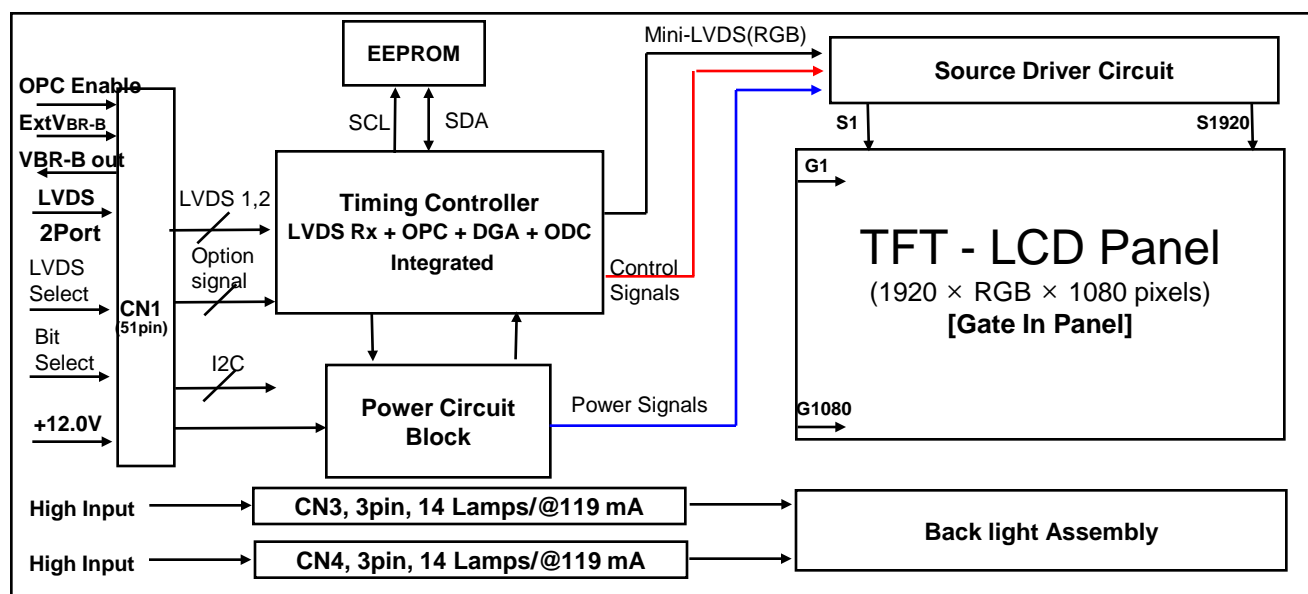 EEPROM
Mini-LVDS(RGB)
Source Driver Circuit
OPC Enable
ExtVBR-B
VBR-B out
LVDS
2Port
LVDS
Select
Bit
Select
+12.0V
CN1
(51pin)
SCL
SDA
LVDS 1,2
Option
signal
I2C
Timing Controller
LVDS Rx + OPC + DGA + ODC
Integrated
Control
Signals
Power Circuit
Block
Power Signals
S1
S1920
G1
TFT - LCD Panel
(1920 × RGB × 1080 pixels)
[Gate In Panel]
G1080
High Input
CN3, 3pin, 14 Lamps/@119 mA
High Input
CN4, 3pin, 14 Lamps/@119 mA
Back light Assembly